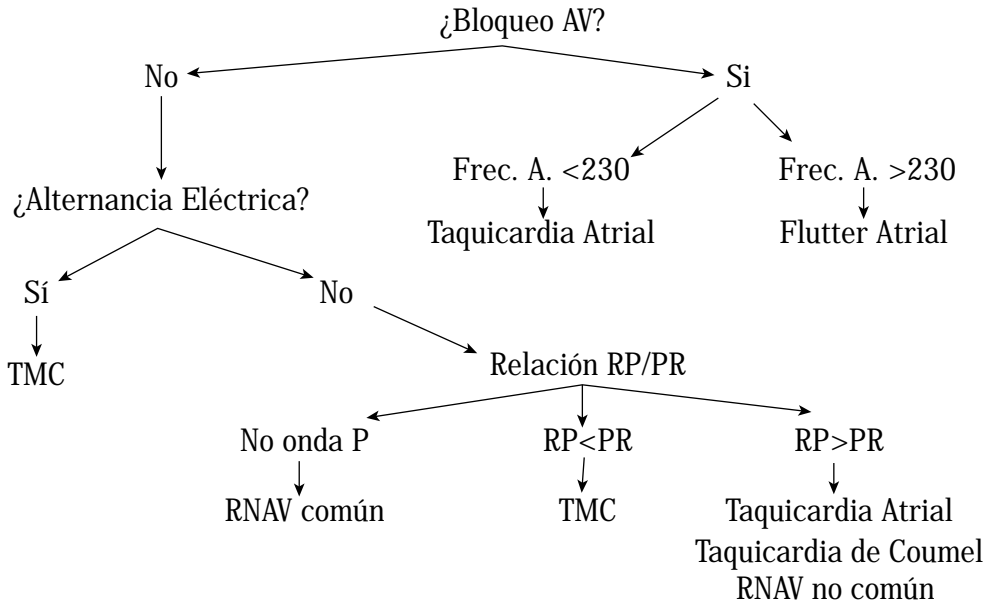 ¿Bloqueo AV?
No
Si
Frec. A. <230
Frec. A. >230
¿Alternancia Eléctrica?
Taquicardia Atrial
Flutter Atrial
Sí
No
TMC
Relación RP/PR
No onda P
RP<PR
RP>PR
RNAV común
TMC
Taquicardia Atrial
Taquicardia de Coumel
RNAV no común